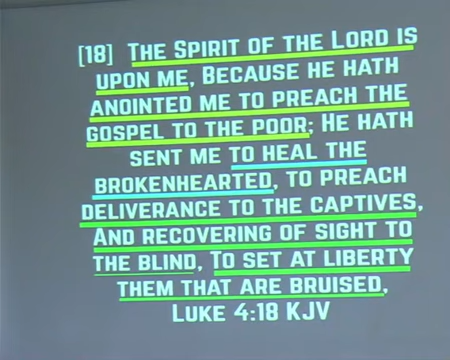 [18] The Spirit of the Lord is
upon me, Because he hath
anointed me to preach the
gospel to the poor; He hath
sent me to heal the
brokenhearted, to preach
deliverance to the captives,
And recovering of sight to
the blind, To set at liberty
them that are bruised,
Luke 4:18 KJV